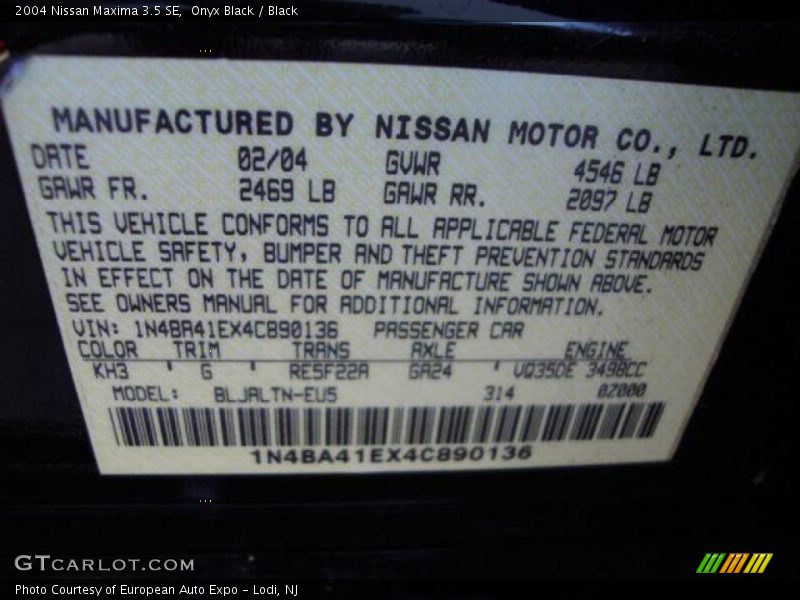 2004 Nissan Maxima 3.5 SE,  Onyx Black / Black
MANUFACTURED BY NISSAN MOTOR CO., LTD.
DATE 02/04 GVWR 4546 LB
GAWR FR. 2469 LB GAWR RR. 2097 LB
THIS VEHICLE CONFORMS TO ALL APPLICABLE FEDERAL MOTOR
VEHICLE SAFETY, BUMPER AND THEFT PREVENTION STANDARDS
IN EFFECT ON THE DATE OF MANUFACTURE SHOWN ABOVE.
SEE OWNERS MANUAL FOR ADDITIONAL INFORMATION.
VIN: 1N4BA41EX4C890136 PASSENGER CAR
COLOR TRIM TRANS AXLE ENGINE
KH3 ' G ' RE5F22A GA24 ' VQ35DE 3498CC
MODEL: BLJALTN-EU5 314 0Z000
1N4BA41EX4C890136
GTCARLOT.COM
Photo Courtesy of European Auto Expo - Lodi, NJ